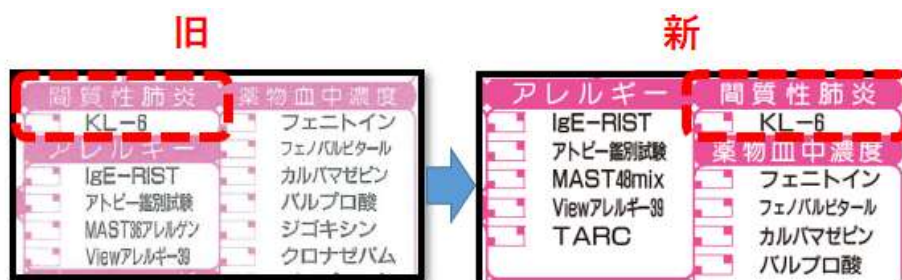 旧
間質性肺炎
KL-6
アレルギー
IgE-RIST
アトピー鑑別試験
MAST36アレルゲン
Viewアレルギー39
薬物血中濃度
フェニトイン
フェノバルビタール
カルバマゼピン
バルプロ酸
ジゴキシン
クロナゼパム
新
アレルギー
IgE-RIST
アトピー鑑別試験
MAST48mix
Viewアレルギー39
TARC
間質性肺炎
KL-6
薬物血中濃度
フェニトイン
フェノバルビタール
カルバマゼピン
バルプロ酸